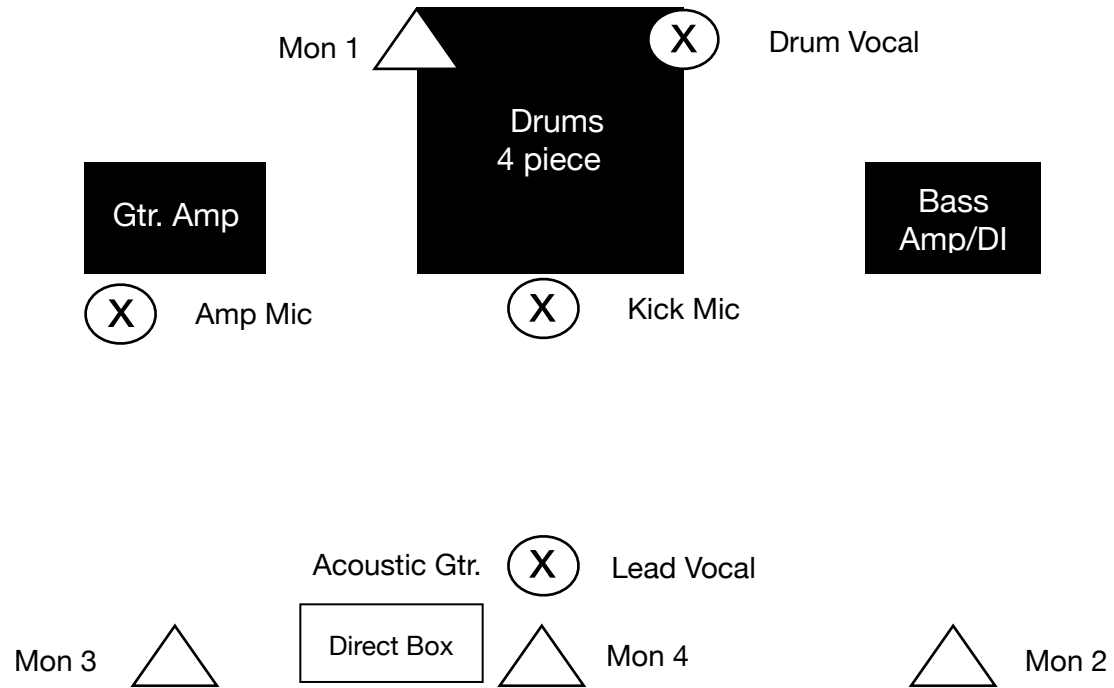 Mon 1
X
Drum Vocal
Drums
4 piece
Gtr. Amp
Bass
Amp/DI
X
Amp Mic
X
Kick Mic
Acoustic Gtr.
X
Lead Vocal
Mon 3
Direct Box
Mon 4
Mon 2